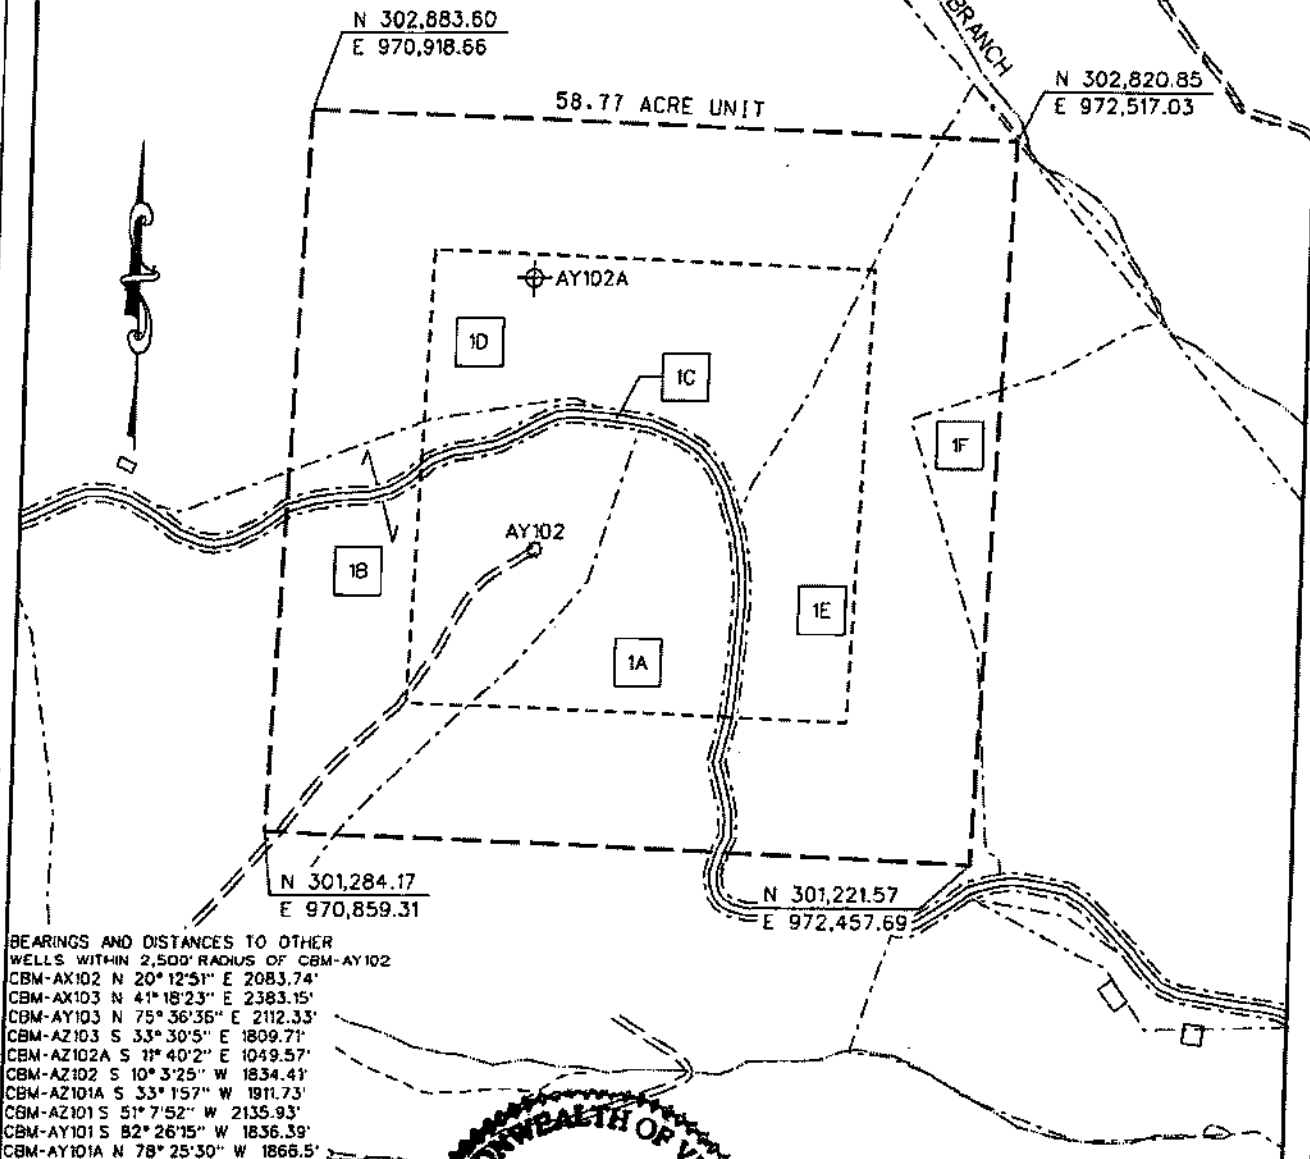 N 302,883.60
E 970,918.66
BRANCH
N 302,820.85
E 972,517.03
58.77 ACRE UNIT
AY102A
1D
1C
1F
AY102
1B
1E
1A
N 301,284.17
E 970,859.31
N 301,221.57
E 972,457.69
BEARINGS AND DISTANCES TO OTHER
WELLS WITHIN 2,500' RADIUS OF CBM-AY102
CBM-AX102 N 20°12'51" E 2083.74'
CBM-AX103 N 41°18'23" E 2383.15'
CBM-AY103 N 75°36'36" E 2112.33'
CBM-AZ103 S 33°30'5" E 1809.71'
CBM-AZ102A S 11°40'2" E 1049.57'
CBM-AZ102 S 10°3'25" W 1834.41'
CBM-AZ101A S 33°1'57" W 1911.73'
CBM-AZ101 S 51°7'52" W 2135.93'
CBM-AY101 S 82°26'15" W 1836.39'
CBM-AY101A N 78°25'30" W 1866.5'
ONWEALTH OF V